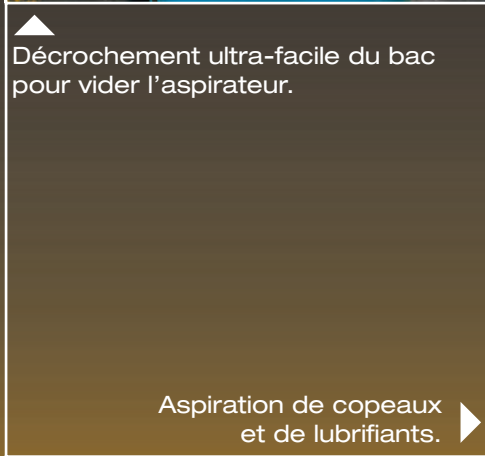 Décrochement ultra-facile du bac
pour vider l’aspirateur.
Aspiration de copeaux
et de lubrifiants.